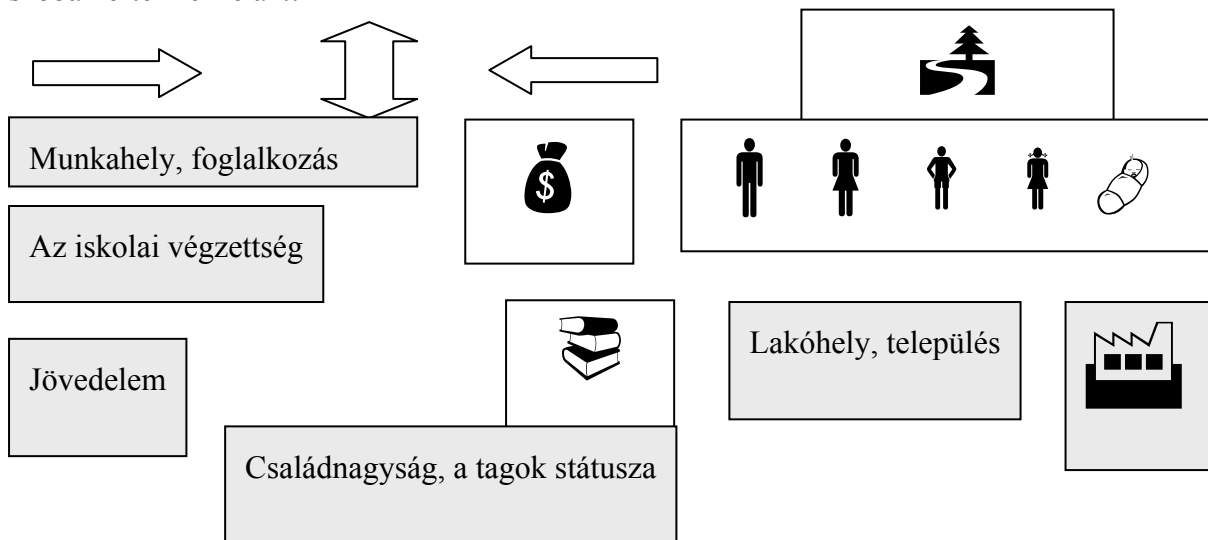 Munkahely, foglalkozás
$
Az iskolai végzettség
Lakóhely, település
Jövedelem
Családnagyság, a tagok státusza